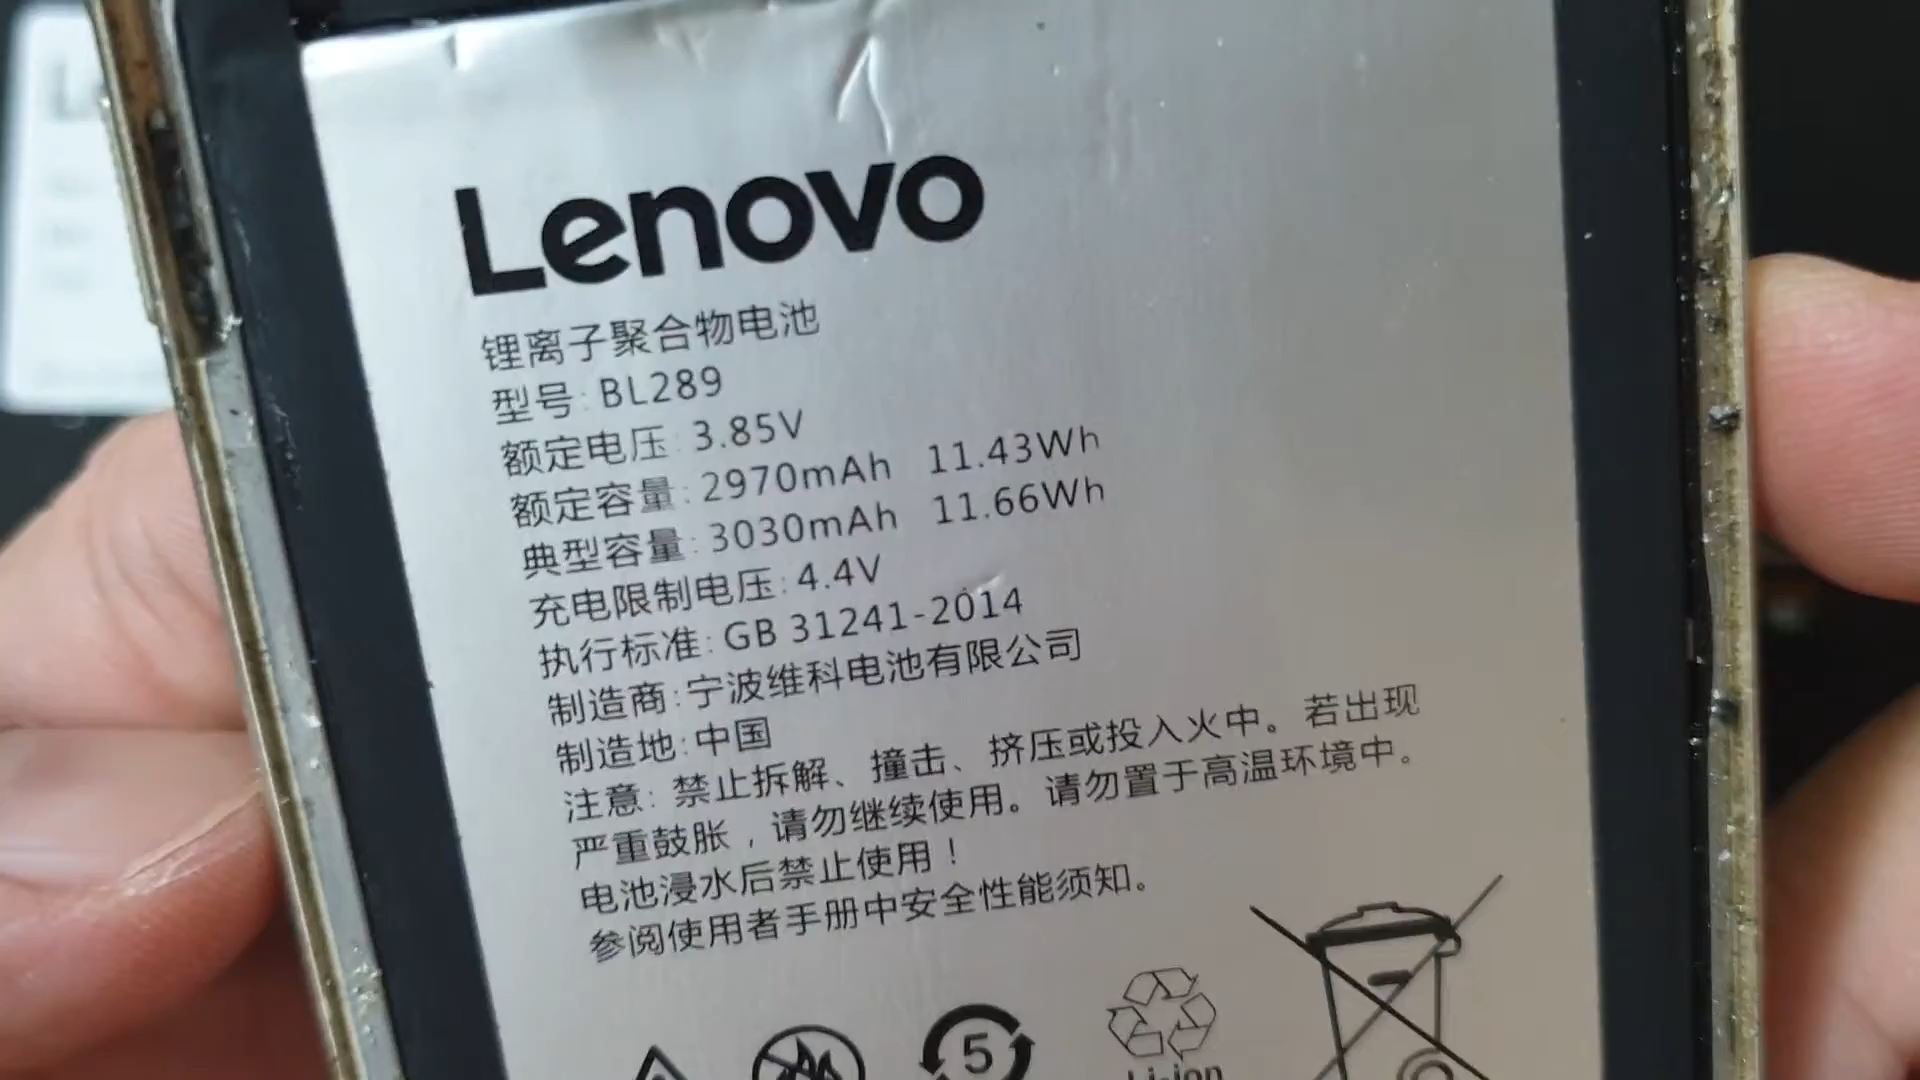 Lenovo
锂离子聚合物电池
型号: BL289
额定电压: 3.85V
额定容量: 2970mAh 11.43Wh
典型容量: 3030mAh 11.66Wh
充电限制电压: 4.4V
执行标准: GB 31241-2014
制造商: 宁波维科电池有限公司
制造地: 中国
注意: 禁止拆解、撞击、挤压或投入火中。若出现
严重鼓胀，请勿继续使用。请勿置于高温环境中。
电池浸水后禁止使用！
参阅使用者手册中安全性能须知。
5
Li-ion